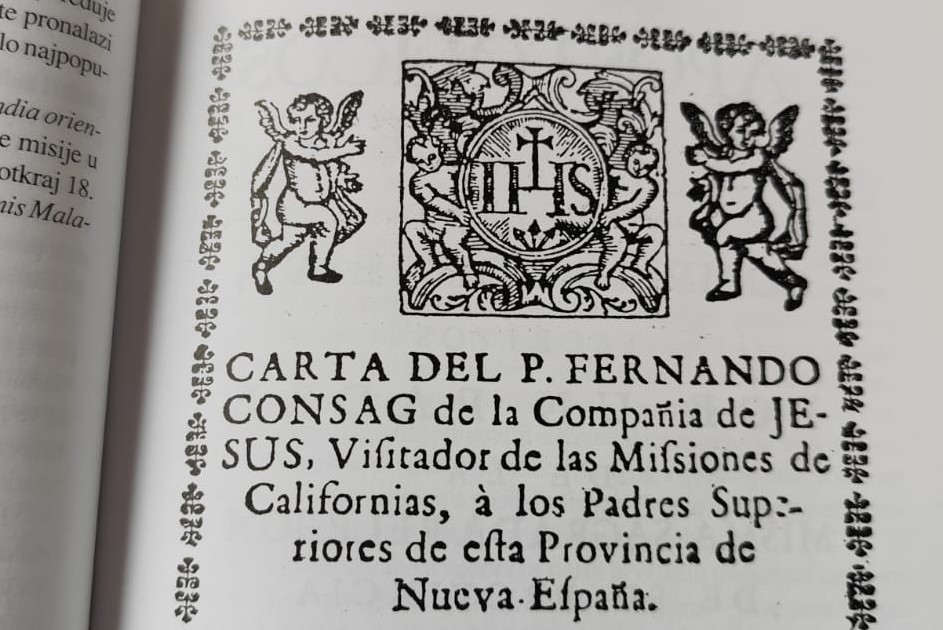 te pronalazi
lo najpopu-
ndia orien-
e misije u
otkraj 18.
nis Mala-
IHS
CARTA DEL P. FERNANDO
CONSAG de la Compañia de JE-
SUS, Viſitador de las Miſsiones de
Californias, à los Padres Sup:-
riores de eſta Provincia de
Nueva-Eſpaña.